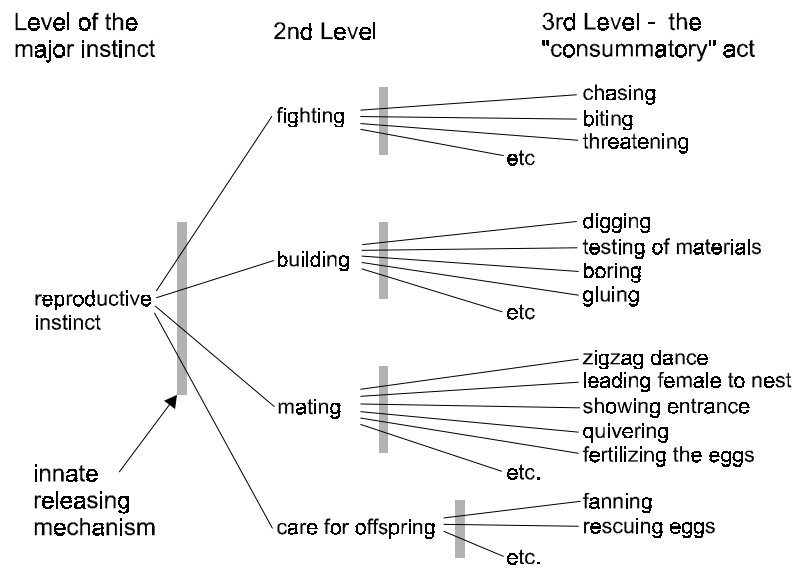 Level of the
major instinct
2nd Level
3rd Level - the
"consummatory" act
fighting
chasing
biting
threatening
etc
building
digging
testing of materials
boring
gluing
etc
reproductive
instinct
mating
zigzag dance
leading female to nest
showing entrance
quivering
fertilizing the eggs
etc.
innate
releasing
mechanism
care for offspring
fanning
rescuing eggs
etc.